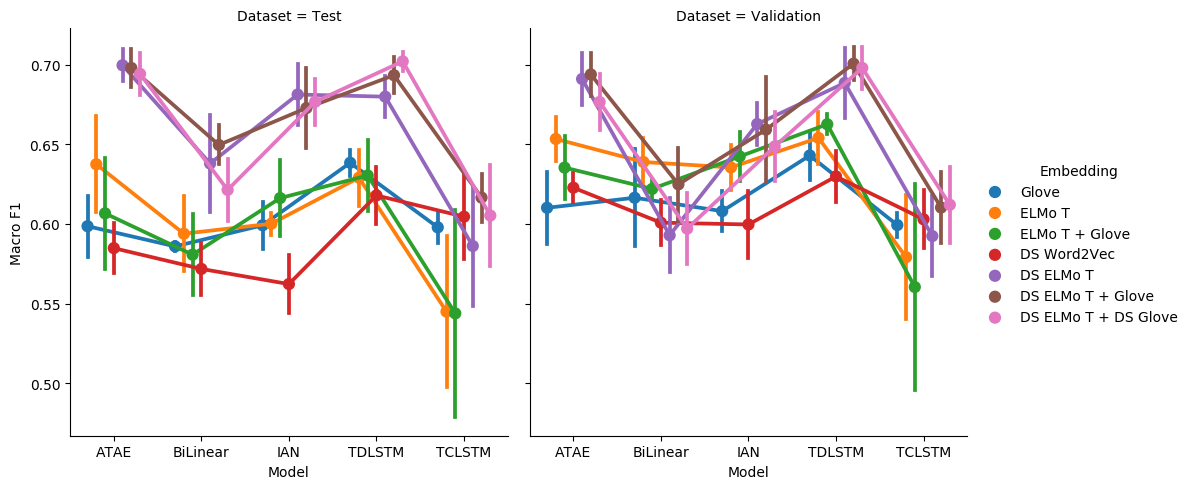 Dataset = Test
Dataset = Validation
Macro F1
0.70
0.65
0.60
0.55
0.50
ATAE BiLinear IAN TDLSTM TCLSTM
Model
ATAE BiLinear IAN TDLSTM TCLSTM
Model
Embedding
Glove
ELMo T
ELMo T + Glove
DS Word2Vec
DS ELMo T
DS ELMo T + Glove
DS ELMo T + DS Glove